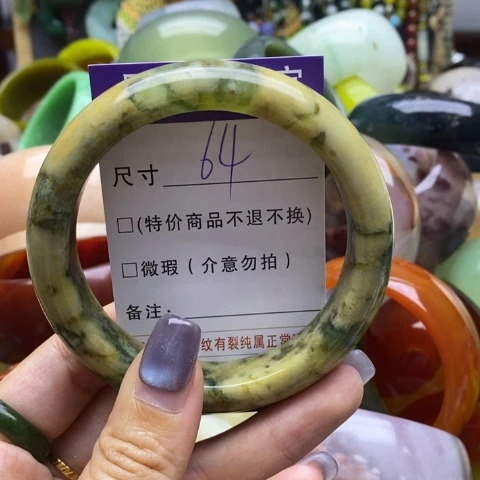 尺寸 64
□(特价商品不退不换)
□微瑕(介意勿拍)
备注:
纹有裂纯属正常